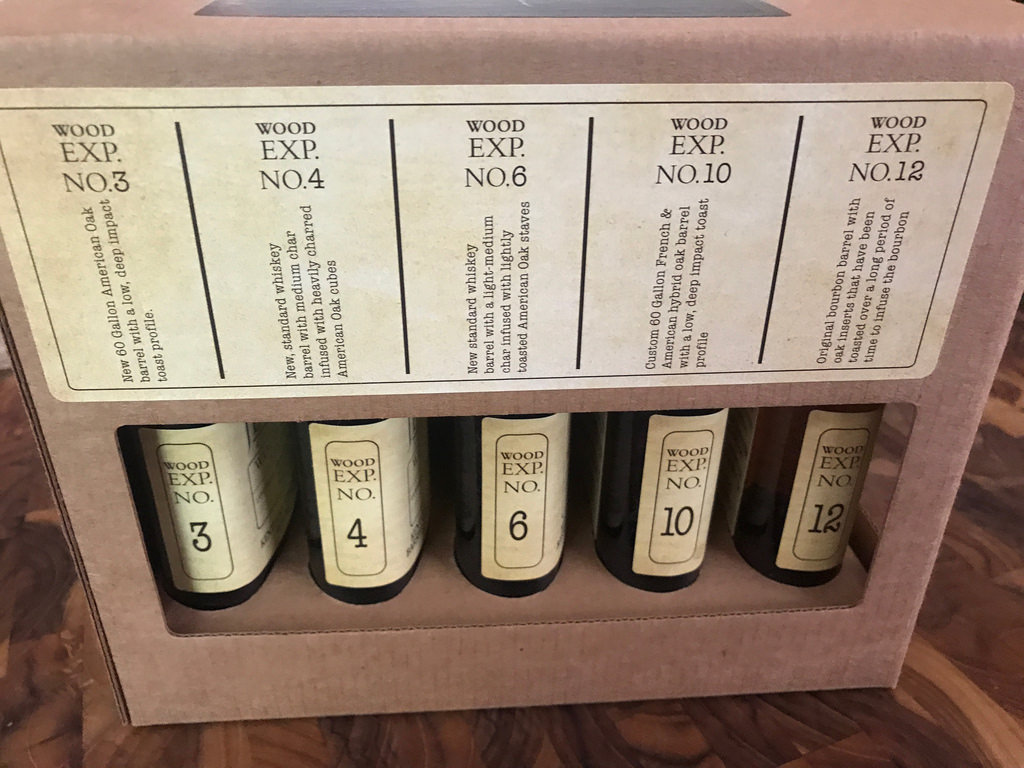 WOOD
EXP.
NO.3
New 60 Gallon American Oak
barrel with a low, deep impact
toast profile.
WOOD
EXP.
NO.4
New, standard whiskey
barrel with medium char
infused with heavily charred
American Oak cubes
WOOD
EXP.
NO.6
New standard whiskey
barrel with a light-medium
char infused with lightly
toasted American Oak staves
WOOD
EXP.
NO.10
Custom 60 Gallon French &
American hybrid oak barrel
with a low, deep impact toast
profile
WOOD
EXP.
NO.12
Original bourbon barrel with
oak inserts that have been
toasted over a long period of
time to infuse the bourbon
WOOD
EXP.
NO.
3
WOOD
EXP.
NO.
4
WOOD
EXP.
NO.
6
WOOD
EXP.
NO.
10
WOOD
EXP.
NO.
12